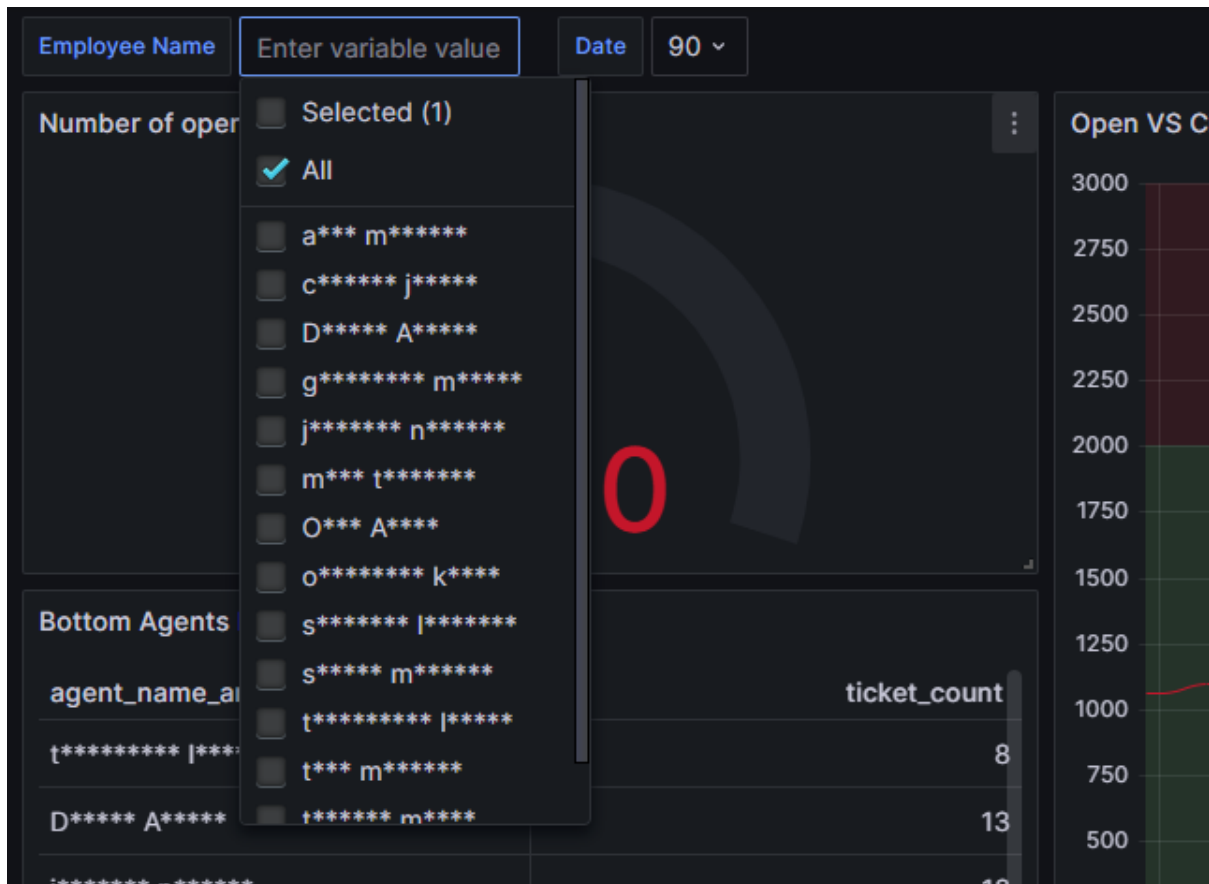 Employee Name
Enter variable value
Date
90
Selected (1)
All
a*** m******
c****** j*****
D***** A*****
g******** m*****
j******* n******
m*** t*******
O*** A****
o******** k****
s******* l*******
s***** m******
t********* l*****
t*** m******
t****** m****
Number of oper
0
Bottom Agents
ticket_count
t********* l***
8
D***** A*****
13
Open VS C
3000
2750
2500
2250
2000
1750
1500
1250
1000
750
500